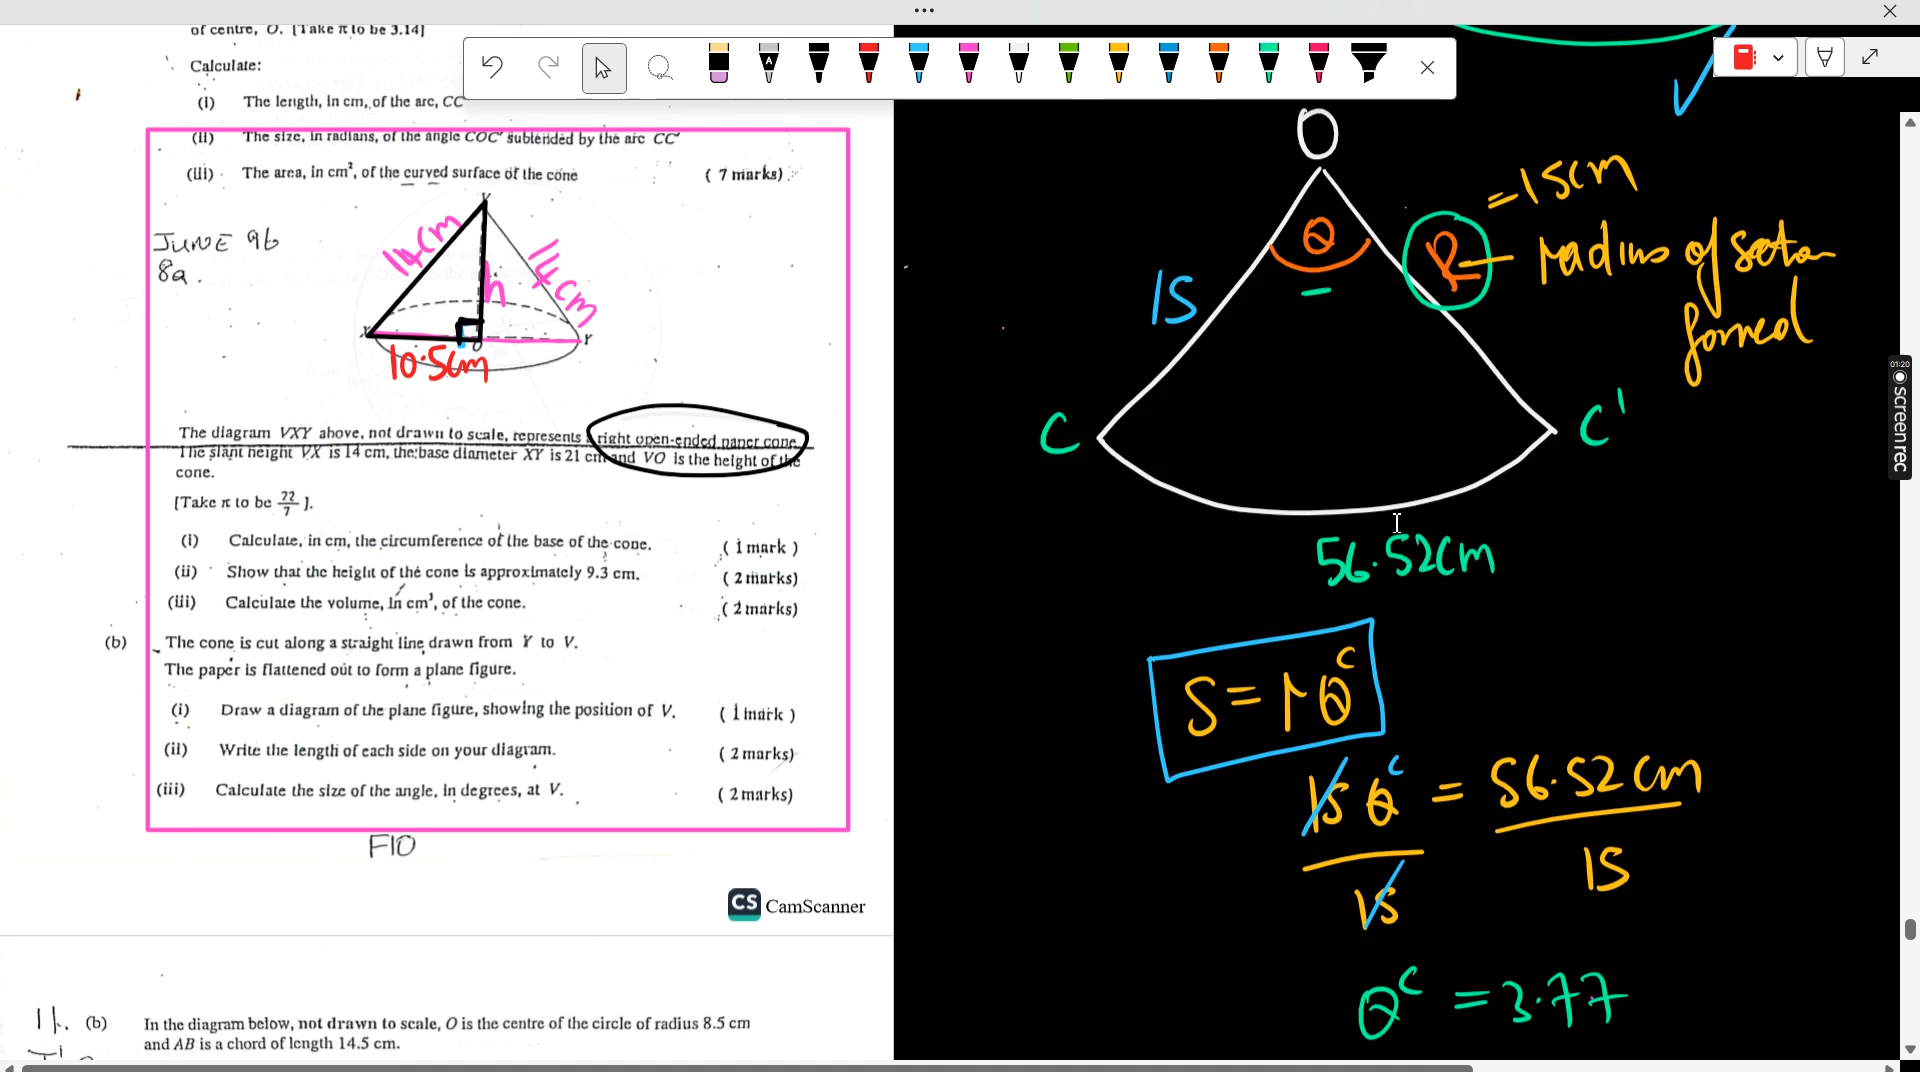 of centre, O. [Take π to be 3.14]
Calculate:
(i) The length, in cm, of the arc, CC
(ii) The size, in radians, of the angle COC′ subtended by the arc CC′
(iii) The area, in cm², of the curved surface of the cone ( 7 marks)
JUNE 96
8a.
V
14cm
h
14cm
X
O
Y
10.5cm
The diagram VXY above, not drawn to scale, represents right open-ended paper cone.
The slant height VX is 14 cm, the base diameter XY is 21 cm and VO is the height of the
cone.
[Take π to be 22/7 ].
(i) Calculate, in cm, the circumference of the base of the cone. ( 1 mark )
(ii) Show that the height of the cone is approximately 9.3 cm. ( 2 marks)
(iii) Calculate the volume, in cm³, of the cone. ( 2 marks)
(b) The cone is cut along a straight line drawn from Y to V.
The paper is flattened out to form a plane figure.
(i) Draw a diagram of the plane figure, showing the position of V. ( 1 mark )
(ii) Write the length of each side on your diagram. ( 2 marks)
(iii) Calculate the size of the angle, in degrees, at V. ( 2 marks)
F10
CS CamScanner
11. (b) In the diagram below, not drawn to scale, O is the centre of the circle of radius 8.5 cm
and AB is a chord of length 14.5 cm.
O
θ
15
R
=15cm
radius of sector
formed
C
C'
56.52cm
S = rθᶜ
15 θᶜ = 56.52cm
15 15
θᶜ = 3.77
01:20
screen rec